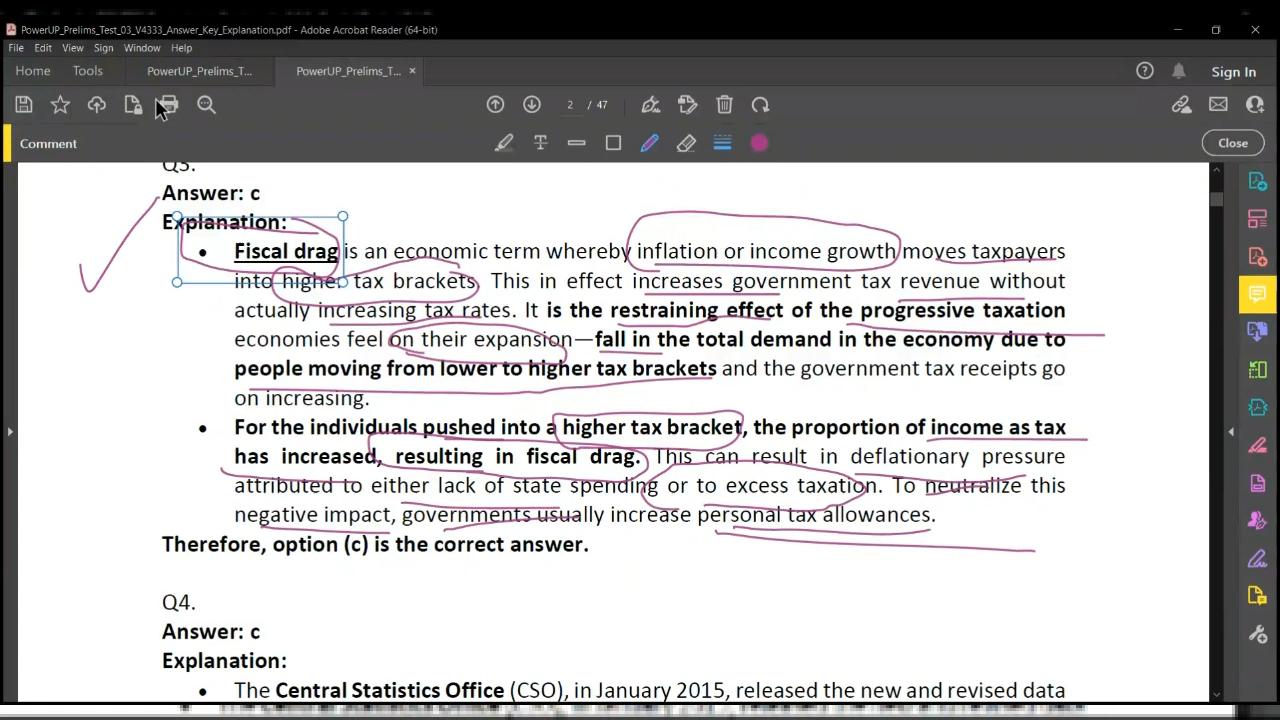 PowerUP_Prelims_Test_03_V4333_Answer_Key_Explanation.pdf - Adobe Acrobat Reader (64-bit)
File Edit View Sign Window Help
Home Tools PowerUP_Prelims_T... PowerUP_Prelims_T... × Sign In
2 / 47
Comment Close
Q3.
Answer: c
Explanation:
• Fiscal drag is an economic term whereby inflation or income growth moves taxpayers
into higher tax brackets. This in effect increases government tax revenue without
actually increasing tax rates. It is the restraining effect of the progressive taxation
economies feel on their expansion—fall in the total demand in the economy due to
people moving from lower to higher tax brackets and the government tax receipts go
on increasing.
• For the individuals pushed into a higher tax bracket, the proportion of income as tax
has increased, resulting in fiscal drag. This can result in deflationary pressure
attributed to either lack of state spending or to excess taxation. To neutralize this
negative impact, governments usually increase personal tax allowances.
Therefore, option (c) is the correct answer.
Q4.
Answer: c
Explanation:
• The Central Statistics Office (CSO), in January 2015, released the new and revised data